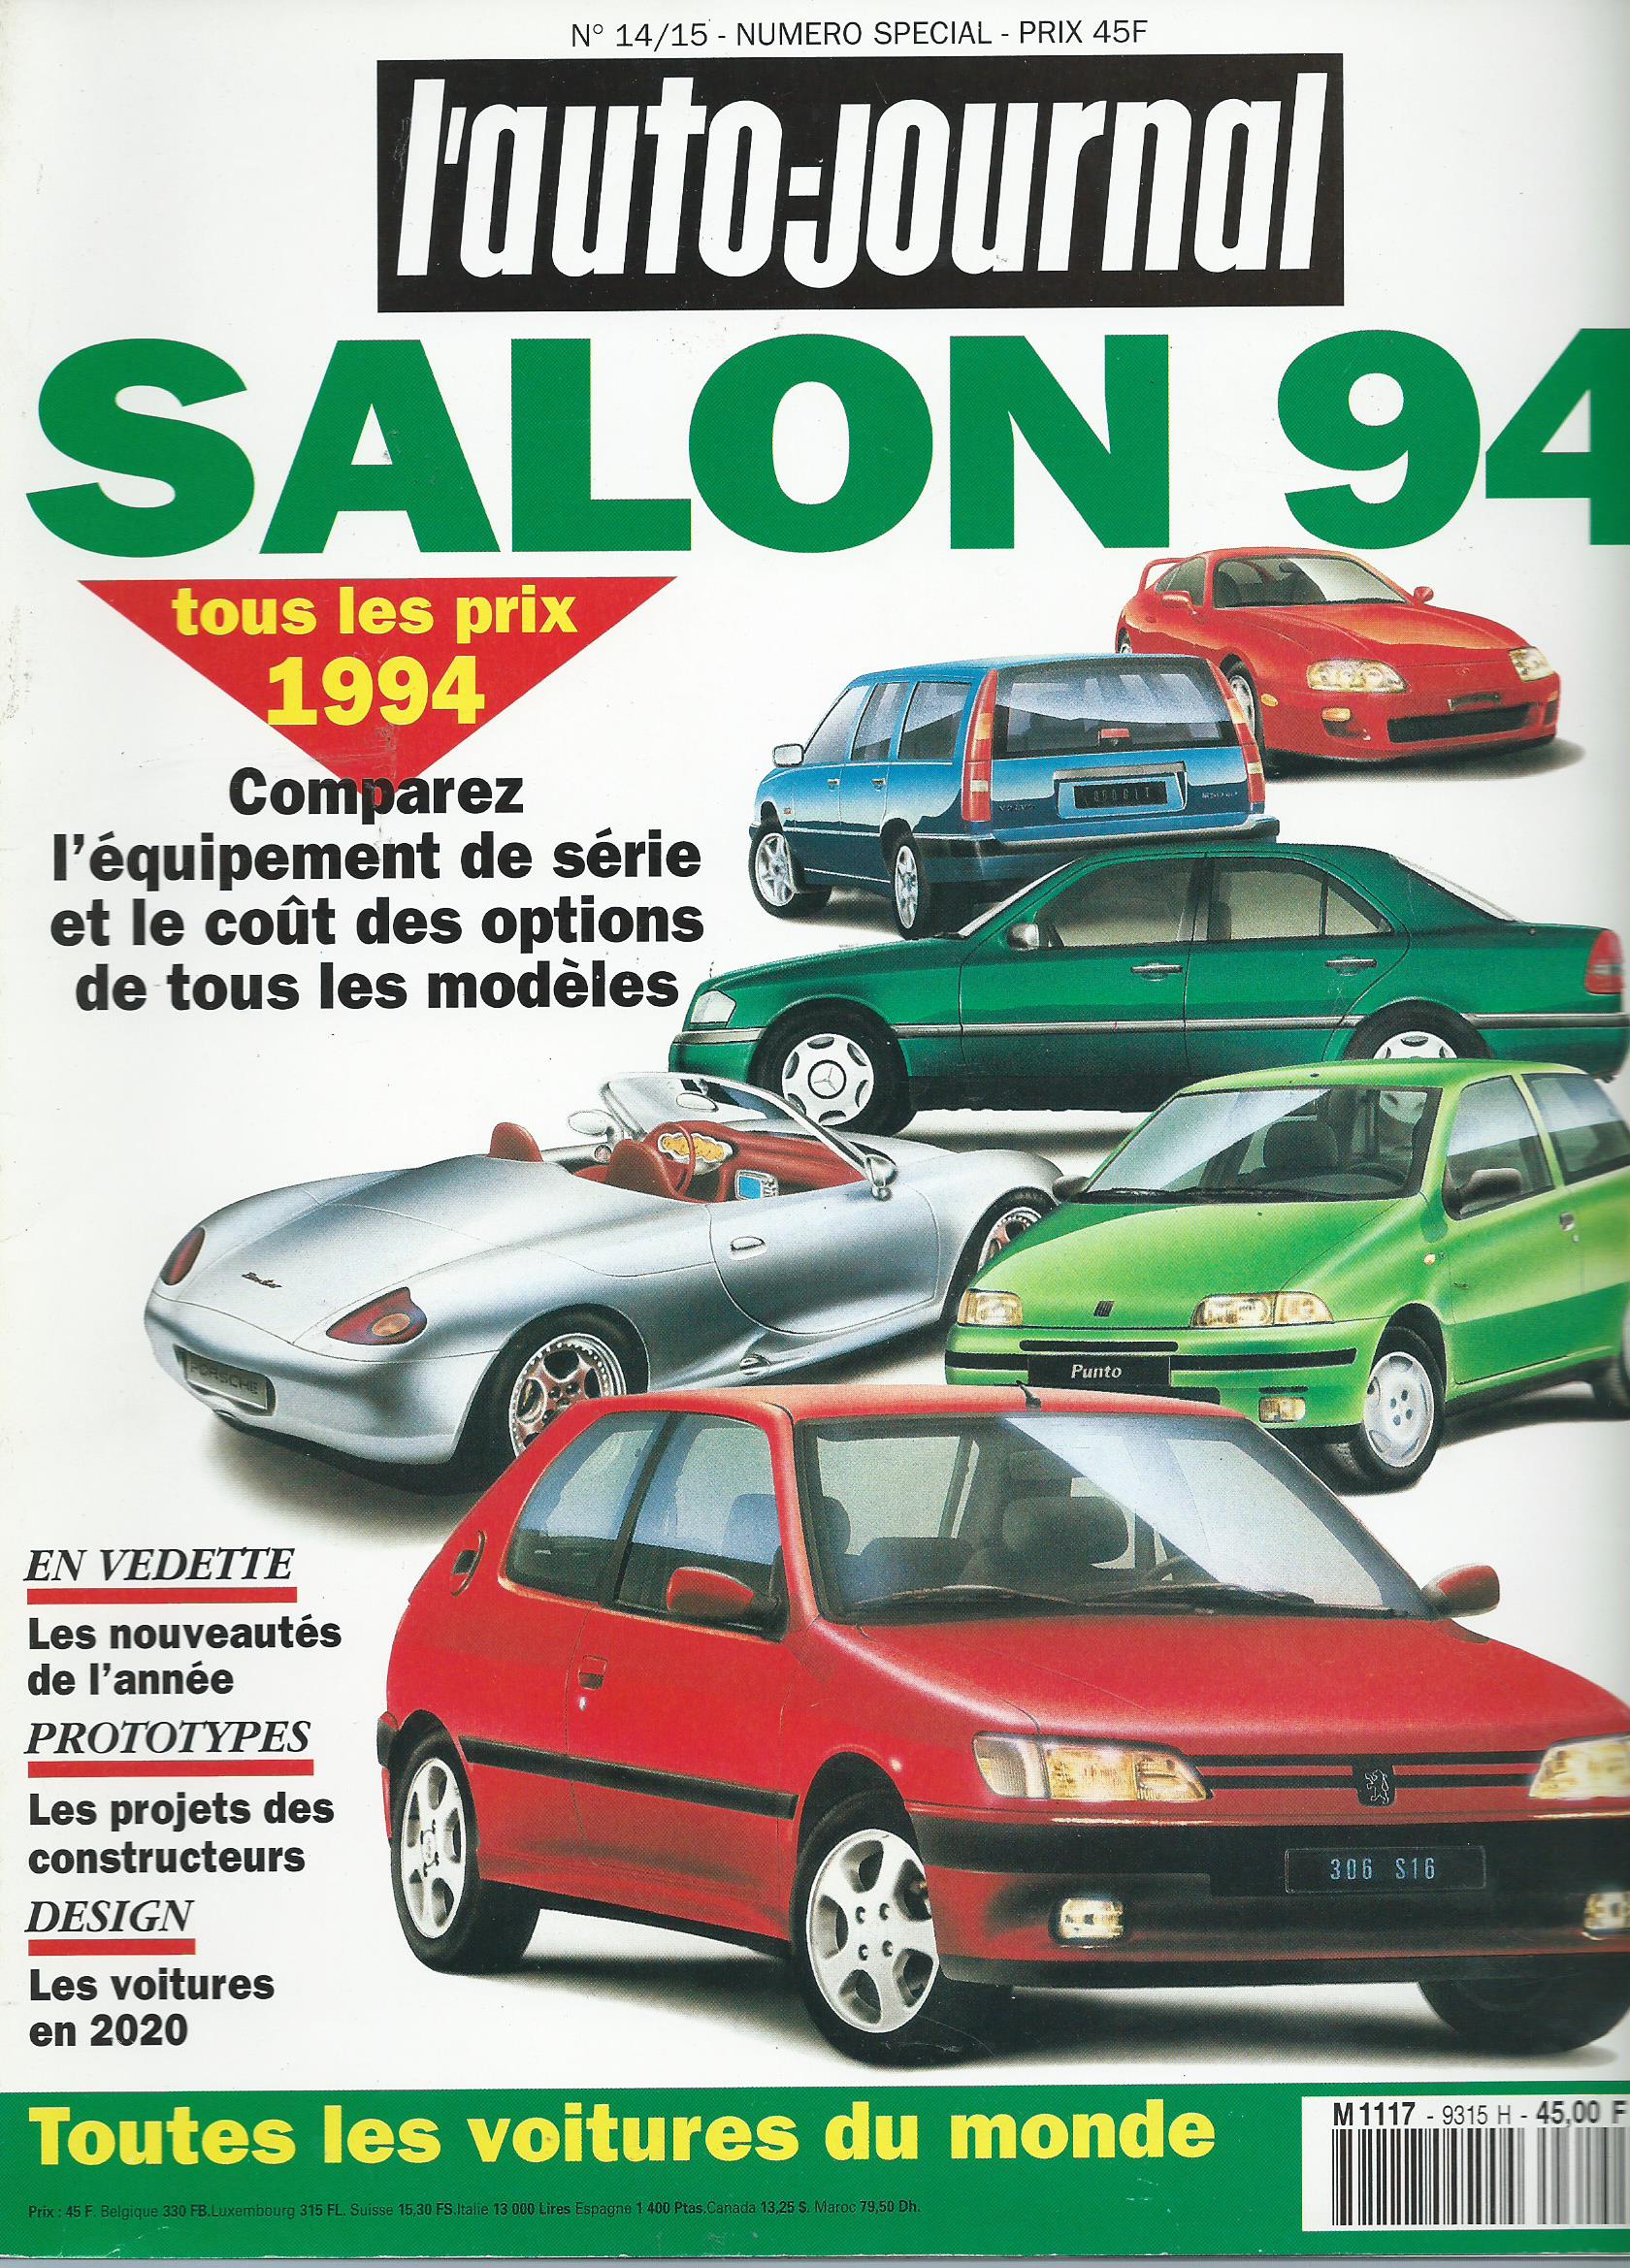 N° 14/15 - NUMERO SPECIAL - PRIX 45F
l'auto-journal
SALON 94
tous les prix
1994
Comparez
l'équipement de série
et le coût des options
de tous les modèles
PORSCHE
Punto
306 S16
EN VEDETTE
Les nouveautés
de l'année
PROTOTYPES
Les projets des
constructeurs
DESIGN
Les voitures
en 2020
Toutes les voitures du monde
M 1117 - 9315 H - 45,00 F
Prix : 45 F. Belgique 330 FB.Luxembourg 315 FL. Suisse 15,30 FS.Italie 13 000 Lires Espagne 1 400 Ptas.Canada 13,25 $. Maroc 79,50 Dh.